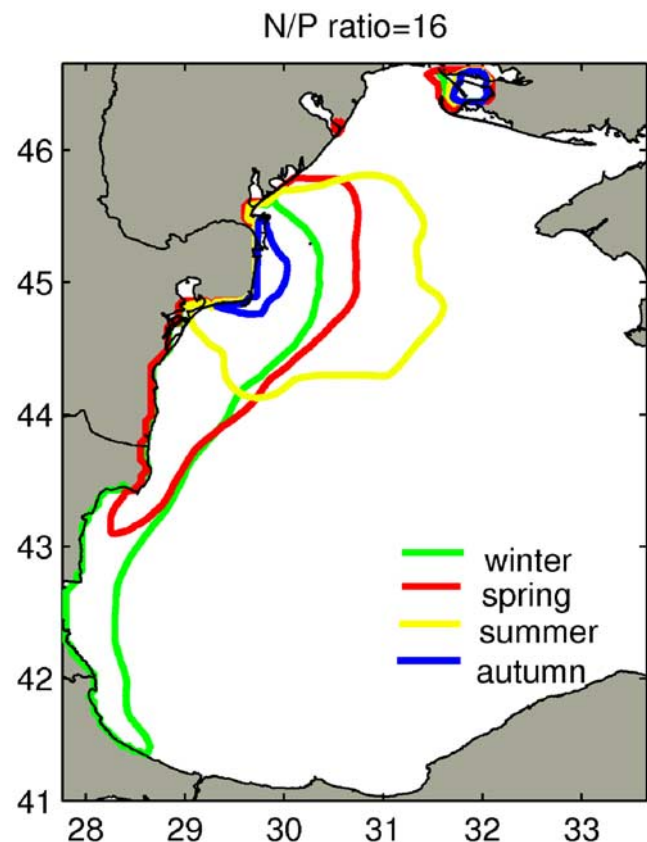 N/P ratio=16
46
45
44
43
42
41
winter
spring
summer
autumn
28 29 30 31 32 33